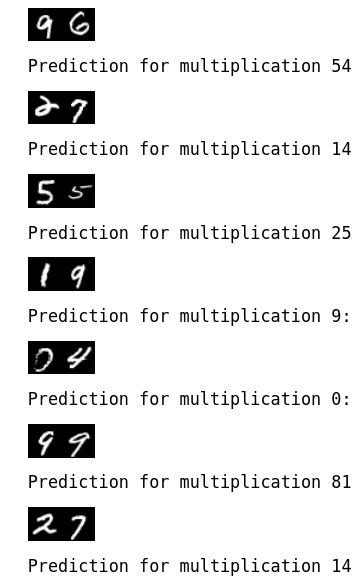 9 6
Prediction for multiplication 54
2 7
Prediction for multiplication 14
5 5
Prediction for multiplication 25
1 9
Prediction for multiplication 9:
0 4
Prediction for multiplication 0:
9 9
Prediction for multiplication 81
2 7
Prediction for multiplication 14